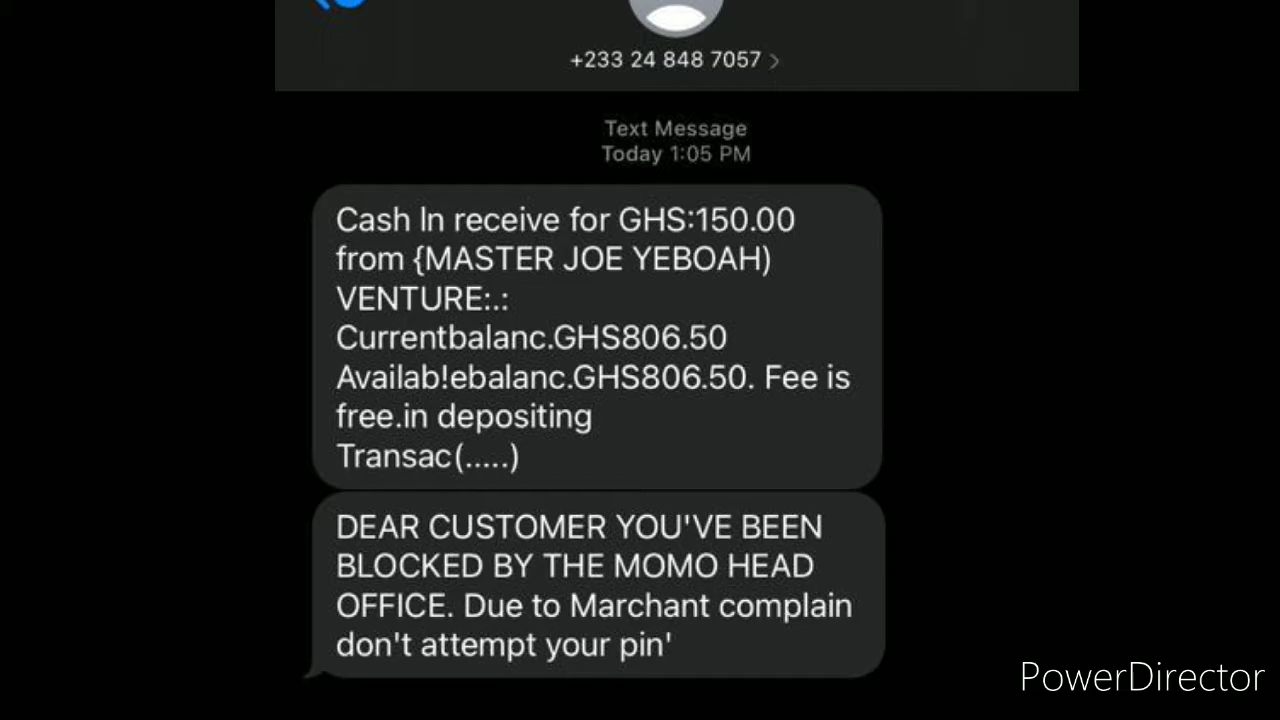 +233 24 848 7057 >
Text Message
Today 1:05 PM
Cash In receive for GHS:150.00
from {MASTER JOE YEBOAH)
VENTURE:.:
Currentbalanc.GHS806.50
Availab!ebalanc.GHS806.50. Fee is
free.in depositing
Transac(.....)
DEAR CUSTOMER YOU'VE BEEN
BLOCKED BY THE MOMO HEAD
OFFICE. Due to Marchant complain
don't attempt your pin'
PowerDirector